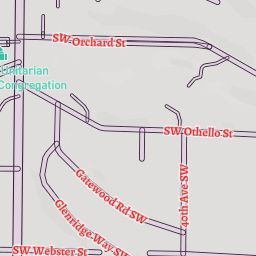 SW Orchard St
Unitarian
Congregation
SW Othello St
Gatewood Rd SW
40th Ave SW
Glenridge Way SW
SW Webster St